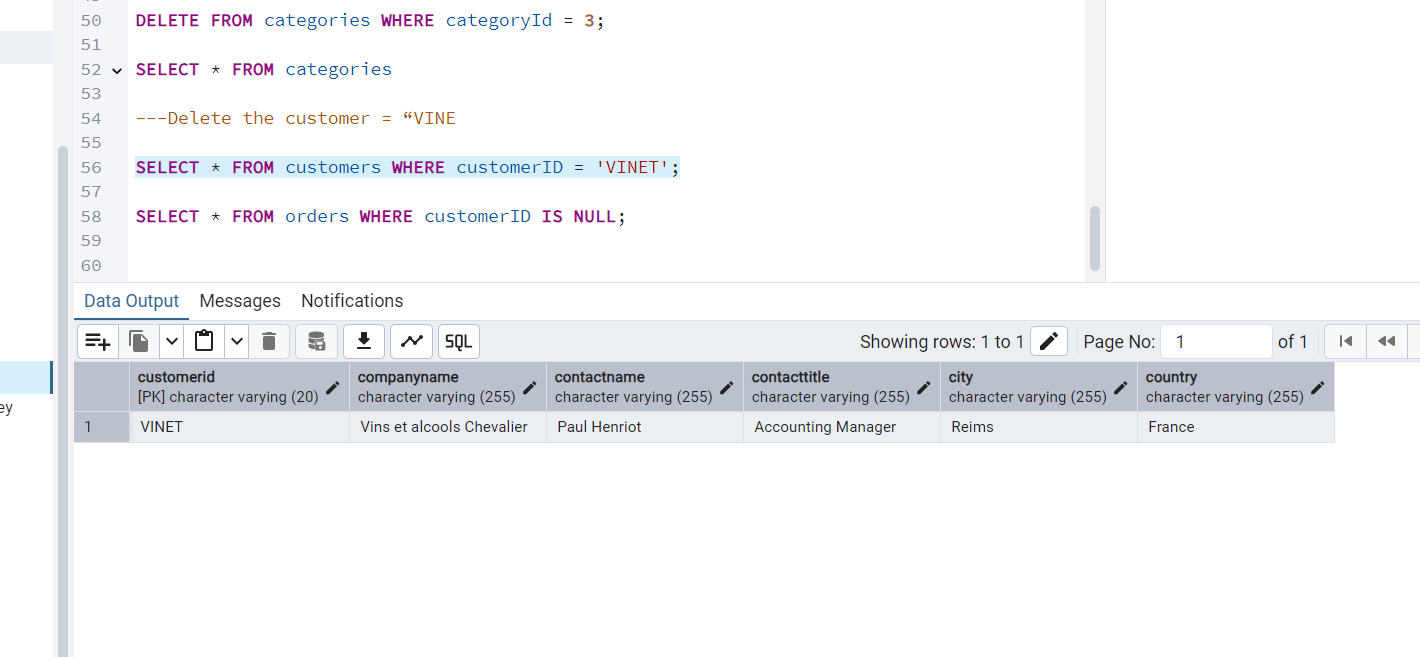 50 DELETE FROM categories WHERE categoryId = 3;
51
52 SELECT * FROM categories
53
54 ---Delete the customer = “VINE
55
56 SELECT * FROM customers WHERE customerID = 'VINET';
57
58 SELECT * FROM orders WHERE customerID IS NULL;
59
60
Data Output Messages Notifications
SQL Showing rows: 1 to 1 Page No: 1 of 1
customerid companyname contactname contacttitle city country
[PK] character varying (20) character varying (255) character varying (255) character varying (255) character varying (255) character varying (255)
ey
1 VINET Vins et alcools Chevalier Paul Henriot Accounting Manager Reims France